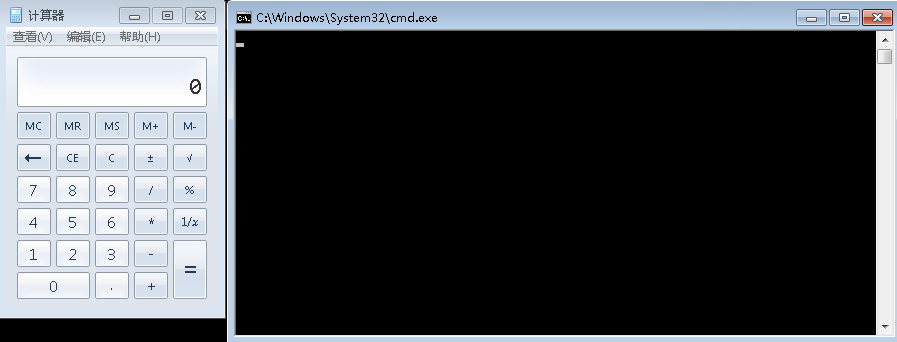 计算器
查看(V) 编辑(E) 帮助(H)
0
MC MR MS M+ M-
← CE C ± √
7 8 9 / %
4 5 6 * 1/x
1 2 3 - =
0 . +
C:\Windows\System32\cmd.exe